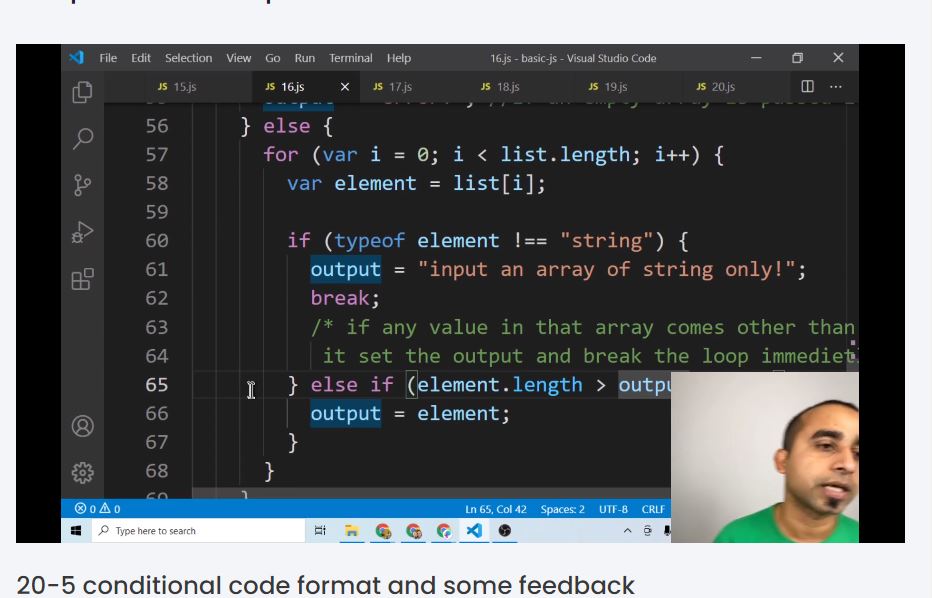 File Edit Selection View Go Run Terminal Help 16.js - basic-js - Visual Studio Code
JS 15.js JS 16.js JS 17.js JS 18.js JS 19.js JS 20.js
56 } else {
57 for (var i = 0; i < list.length; i++) {
58 var element = list[i];
59
60 if (typeof element !== "string") {
61 output = "input an array of string only!";
62 break;
63 /* if any value in that array comes other than
64 it set the output and break the loop immediet
65 } else if (element.length > outpu
66 output = element;
67 }
68 }
0 0 Ln 65, Col 42 Spaces: 2 UTF-8 CRLF
Type here to search
20-5 conditional code format and some feedback